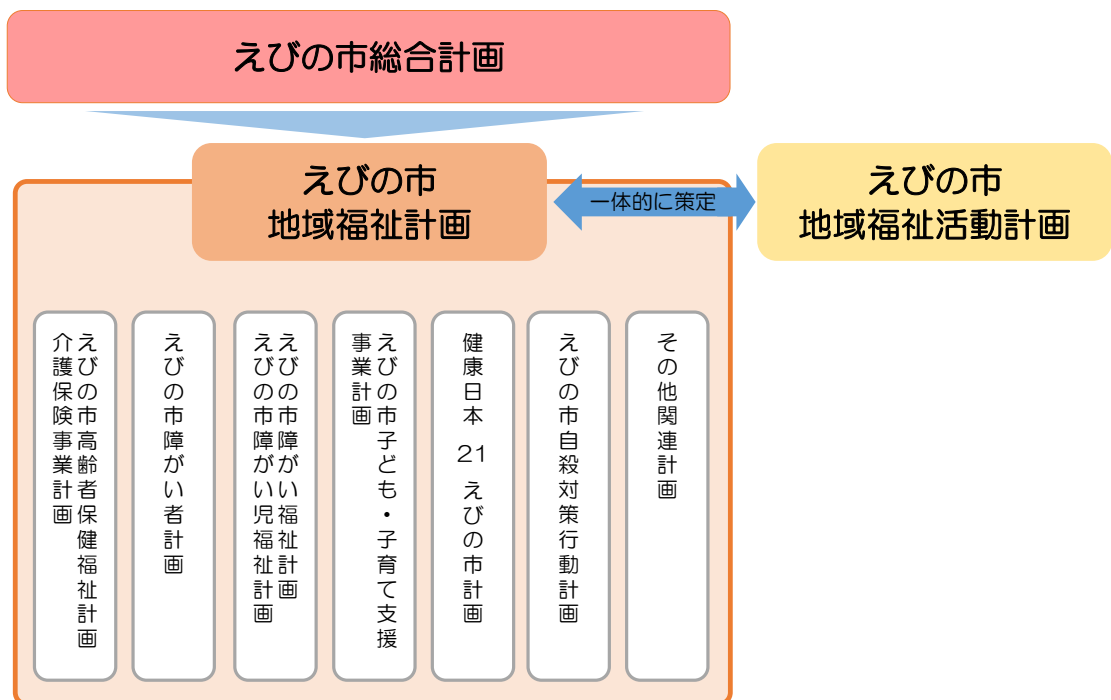 えびの市総合計画
えびの市
地域福祉計画
一体的に策定
えびの市
地域福祉活動計画
えびの市高齢者保健福祉計画
介護保険事業計画
えびの市障がい者計画
えびの市障がい福祉計画
えびの市障がい児福祉計画
えびの市子ども・子育て支援
事業計画
健康日本 21 えびの市計画
えびの市自殺対策行動計画
その他関連計画